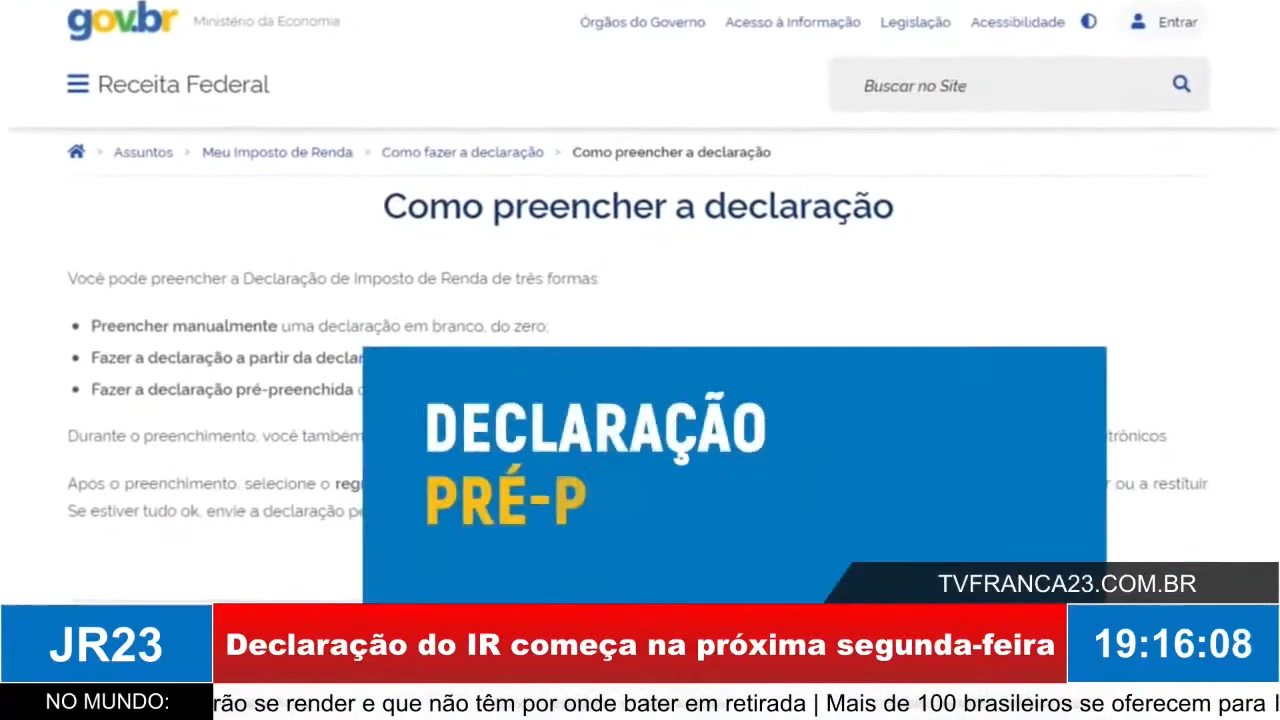 gov.br Ministério da Economia Órgãos do Governo Acesso à Informação Legislação Acessibilidade Entrar
Receita Federal Buscar no Site
> Assuntos > Meu Imposto de Renda > Como fazer a declaração > Como preencher a declaração
Como preencher a declaração
Você pode preencher a Declaração de Imposto de Renda de três formas:
• Preencher manualmente uma declaração em branco, do zero;
• Fazer a declaração a partir da declar
• Fazer a declaração pré-preenchida
Durante o preenchimento, você também trônicos
Após o preenchimento, selecione o regi r ou a restituir
Se estiver tudo ok, envie a declaração pe
DECLARAÇÃO
PRÉ-P
TVFRANCA23.COM.BR
JR23 Declaração do IR começa na próxima segunda-feira 19:16:08
NO MUNDO: rão se render e que não têm por onde bater em retirada | Mais de 100 brasileiros se oferecem para l